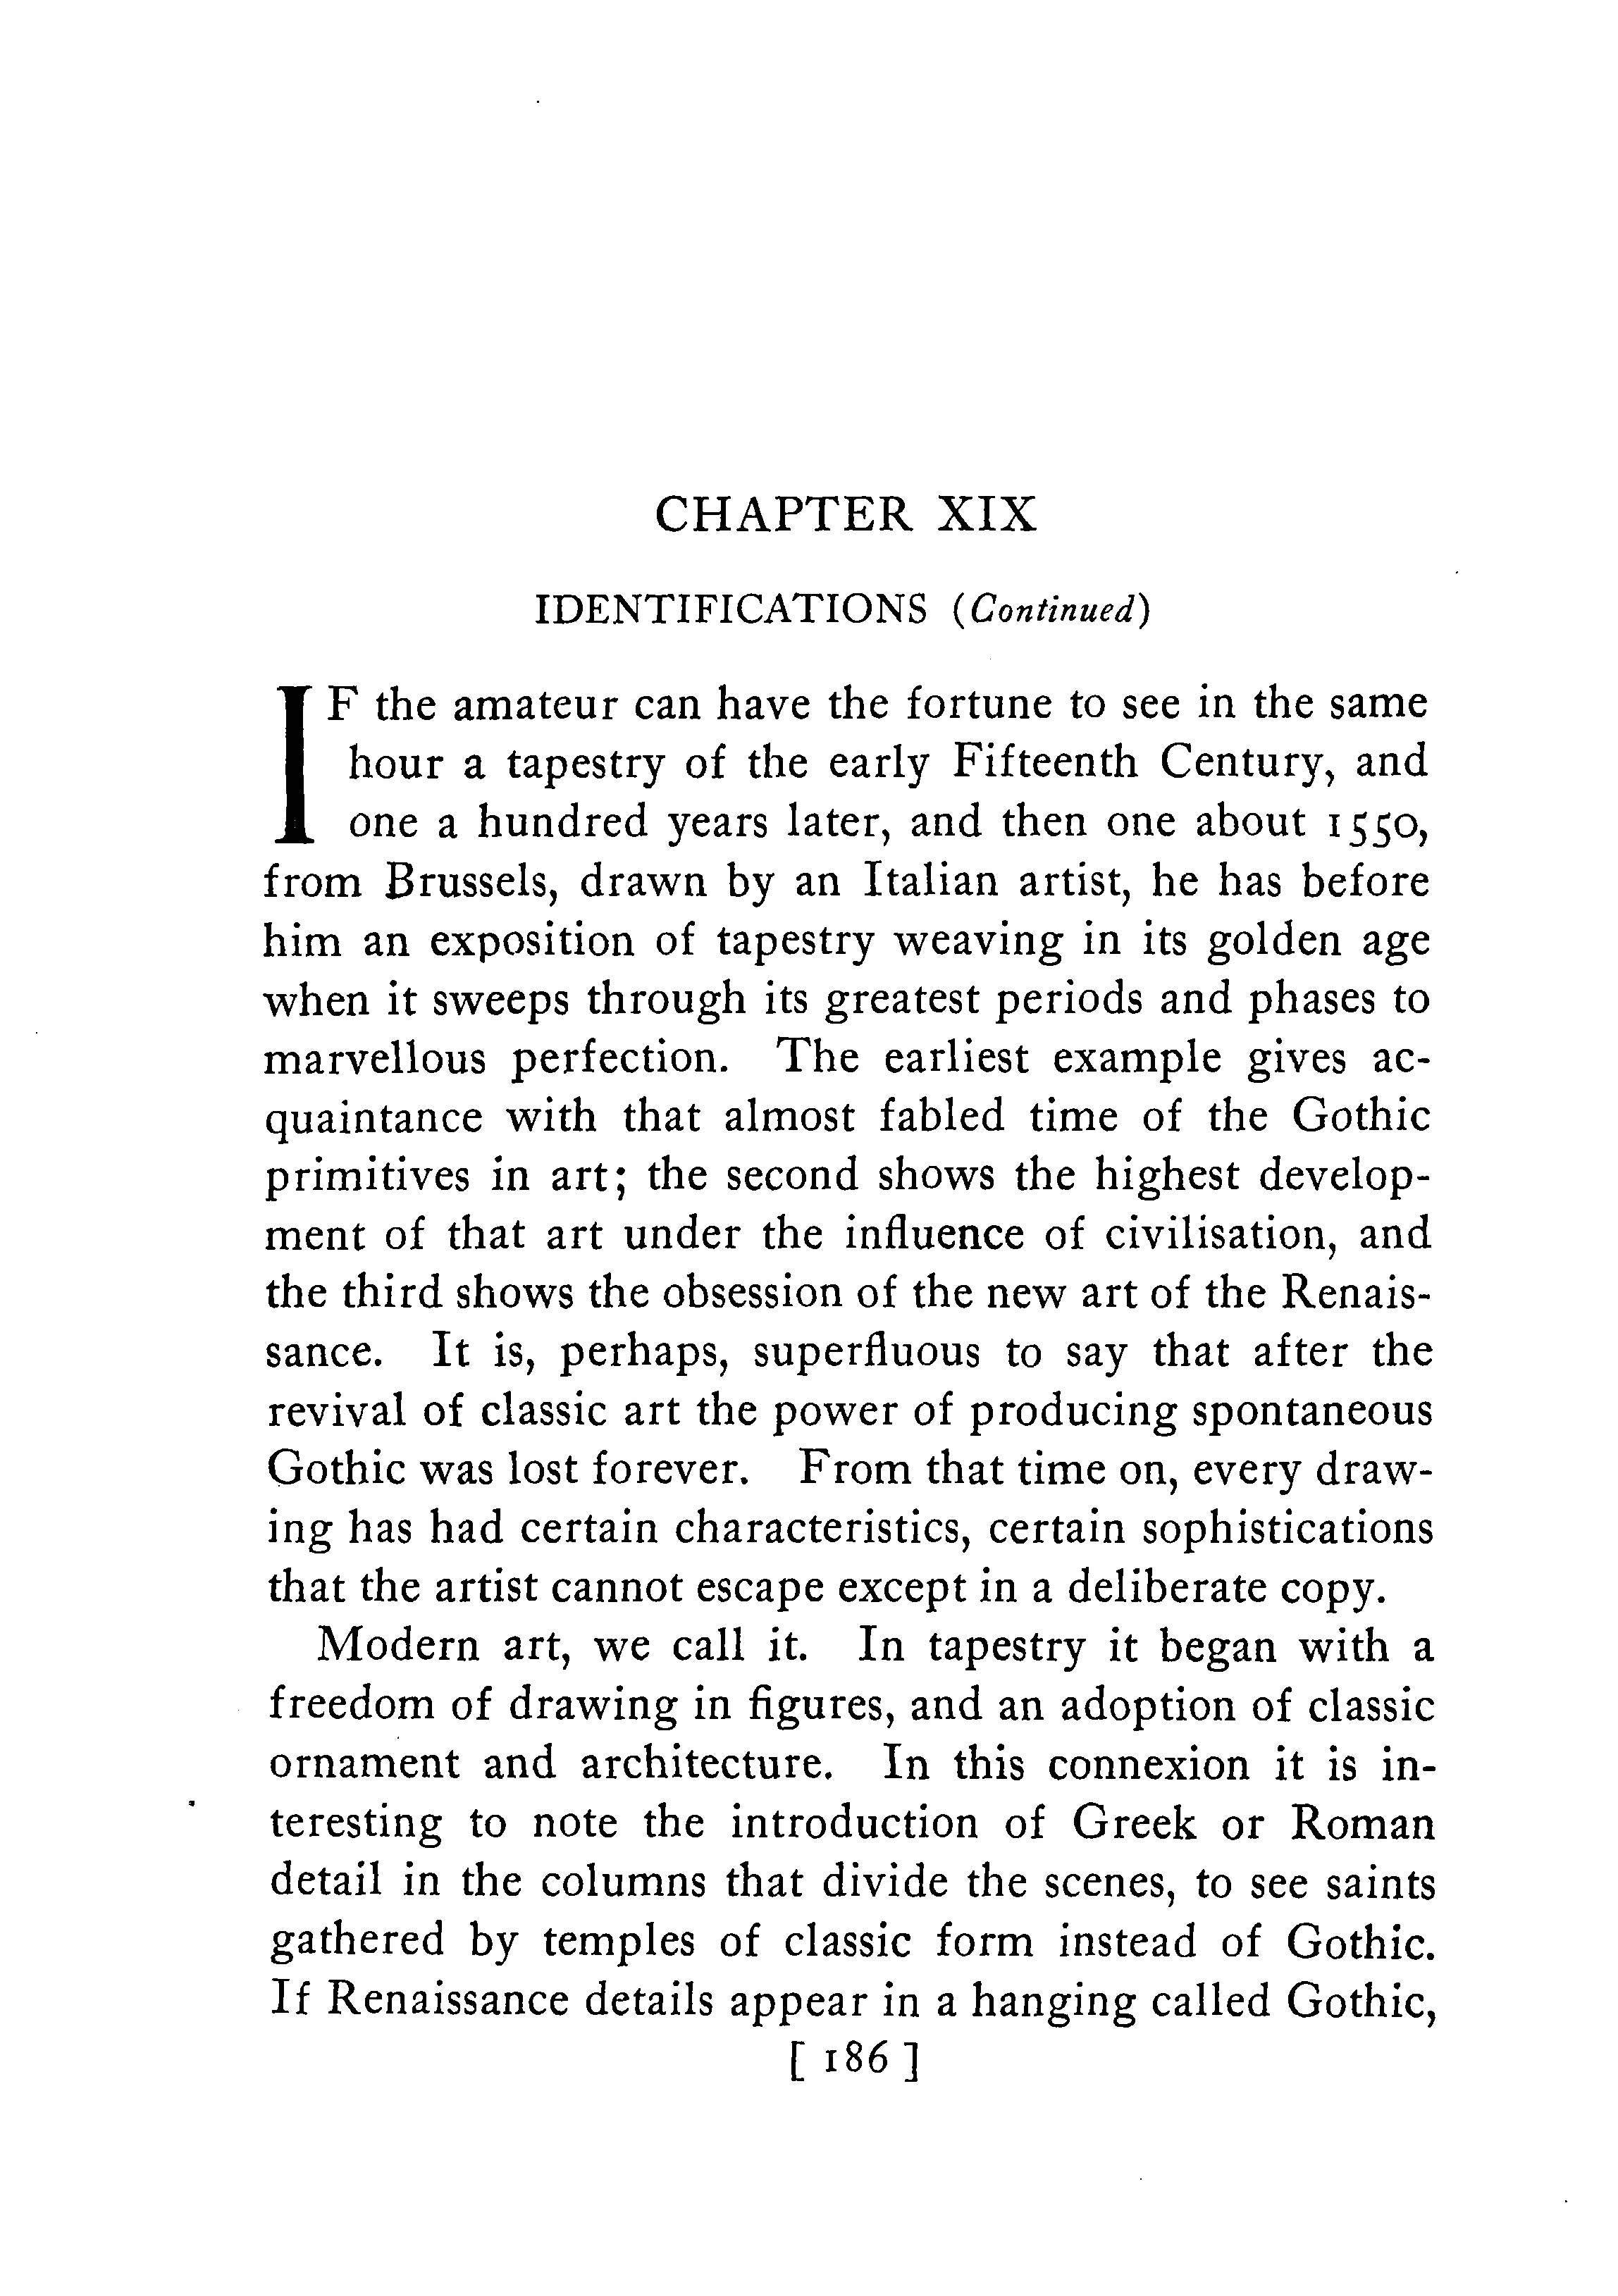 CHAPTER XIX
IDENTIFICATIONS (Continued)
IF the amateur can have the fortune to see in the same
hour a tapestry of the early Fifteenth Century, and
one a hundred years later, and then one about 1550,
from Brussels, drawn by an Italian artist, he has before
him an exposition of tapestry weaving in its golden age
when it sweeps through its greatest periods and phases to
marvellous perfection. The earliest example gives ac-
quaintance with that almost fabled time of the Gothic
primitives in art; the second shows the highest develop-
ment of that art under the influence of civilisation, and
the third shows the obsession of the new art of the Renais-
sance. It is, perhaps, superfluous to say that after the
revival of classic art the power of producing spontaneous
Gothic was lost forever. From that time on, every draw-
ing has had certain characteristics, certain sophistications
that the artist cannot escape except in a deliberate copy.
Modern art, we call it. In tapestry it began with a
freedom of drawing in figures, and an adoption of classic
ornament and architecture. In this connexion it is in-
teresting to note the introduction of Greek or Roman
detail in the columns that divide the scenes, to see saints
gathered by temples of classic form instead of Gothic.
If Renaissance details appear in a hanging called Gothic,
[ 186 ]